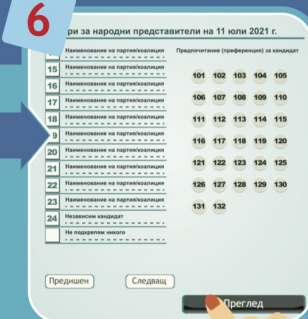 6
ри за народни представители на 11 юли 2021 г.
Наименование на партия/коалиция
Предпочитание (преференция) за кандидат
15 Наименование на партия/коалиция
101 102 103 104 105
16 Наименование на партия/коалиция
17 Наименование на партия/коалиция
106 107 108 109 110
18 Наименование на партия/коалиция
111 112 113 114 115
9 Наименование на партия/коалиция
116 117 118 119 120
20 Наименование на партия/коалиция
21 Наименование на партия/коалиция
121 122 123 124 125
22 Наименование на партия/коалиция
126 127 128 129 130
23 Наименование на партия/коалиция
131 132
24 Независим кандидат
Не подкрепям никого
Предишен
Следващ
Преглед